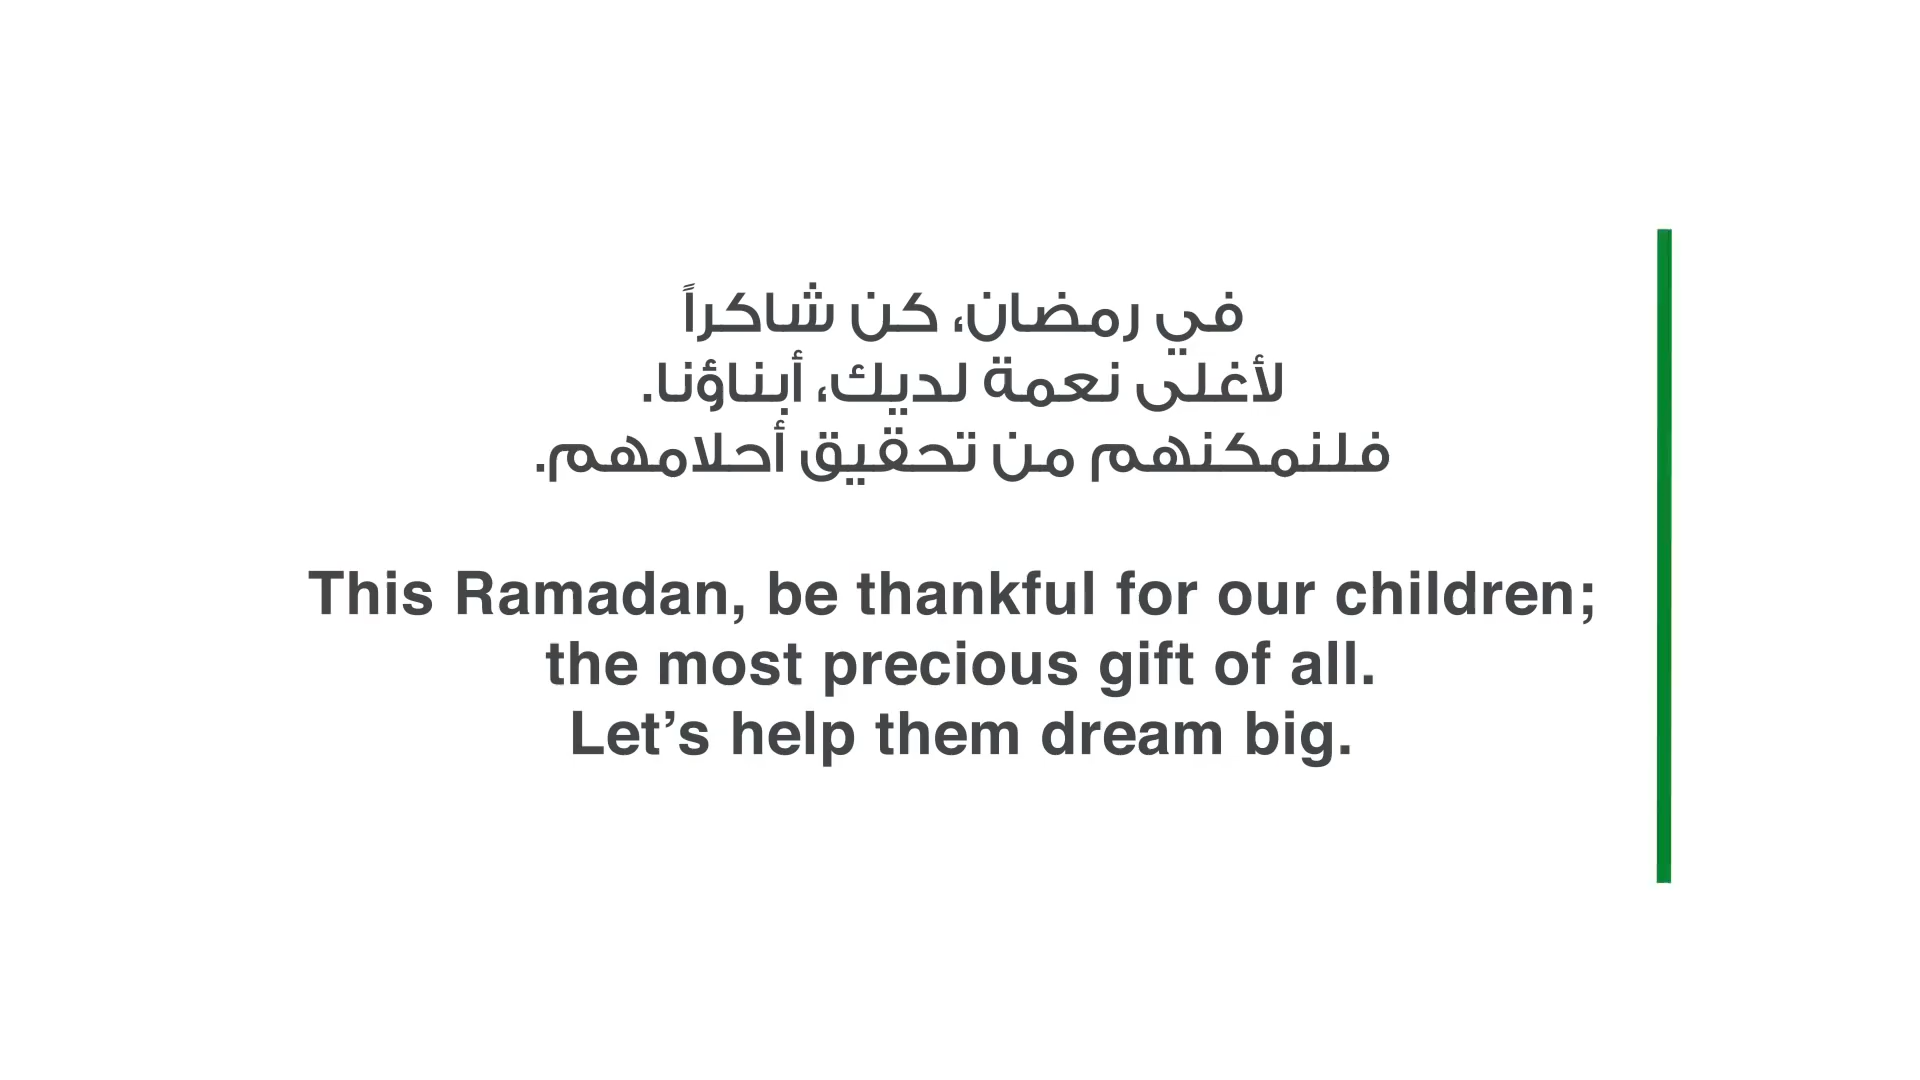 في رمضان، كن شاكراً
لأغلى نعمة لديك، أبناؤنا.
فلنمكنهم من تحقيق أحلامهم.
This Ramadan, be thankful for our children;
the most precious gift of all.
Let’s help them dream big.